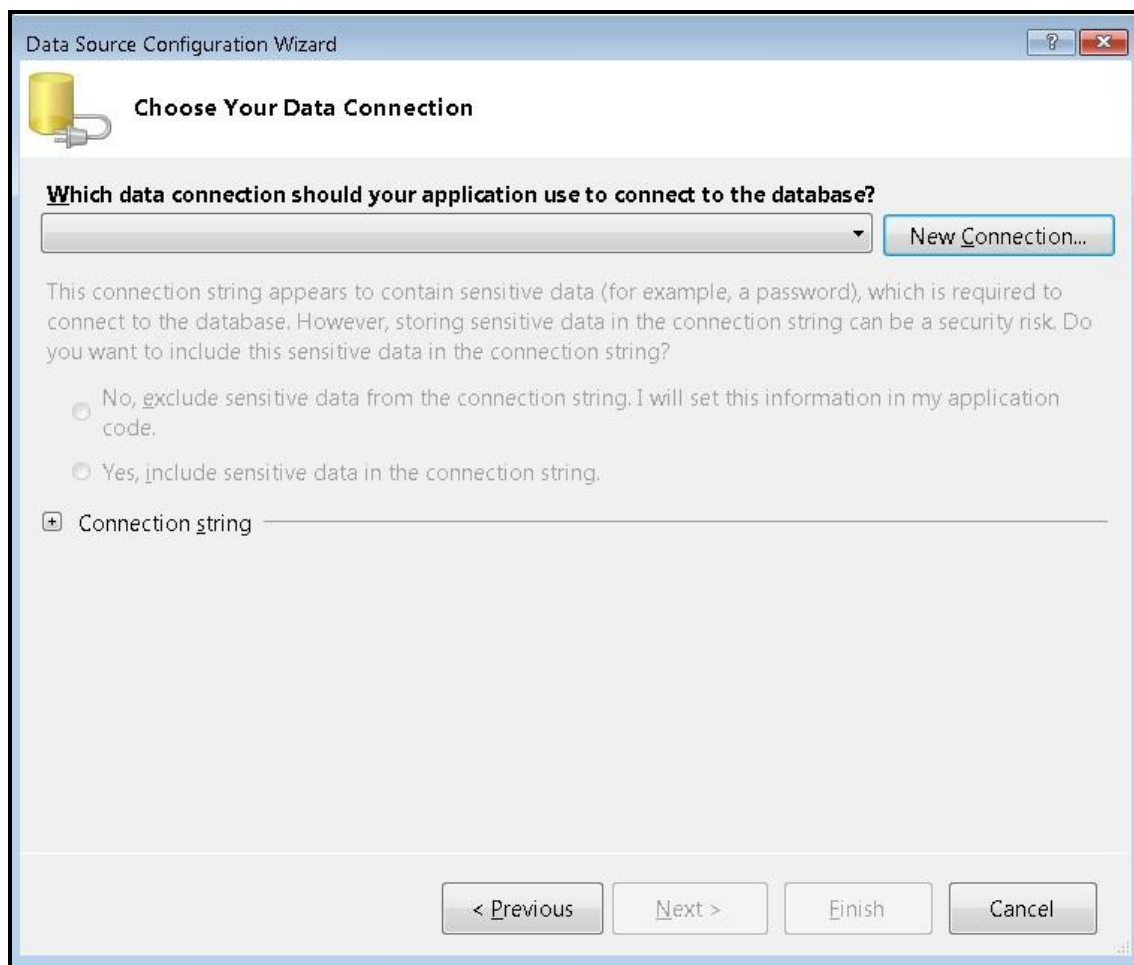 Data Source Configuration Wizard
?
Choose Your Data Connection
Which data connection should your application use to connect to the database?
New Connection...
This connection string appears to contain sensitive data (for example, a password), which is required to
connect to the database. However, storing sensitive data in the connection string can be a security risk. Do
you want to include this sensitive data in the connection string?
No, exclude sensitive data from the connection string. I will set this information in my application
code.
Yes, include sensitive data in the connection string.
Connection string
< Previous
Next >
Finish
Cancel